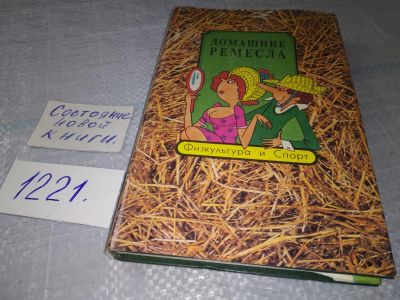 ДОМАШНИЕ
РЕМЕСЛА
Физкультура и Спорт
Состояние
новой
книги.
1221.